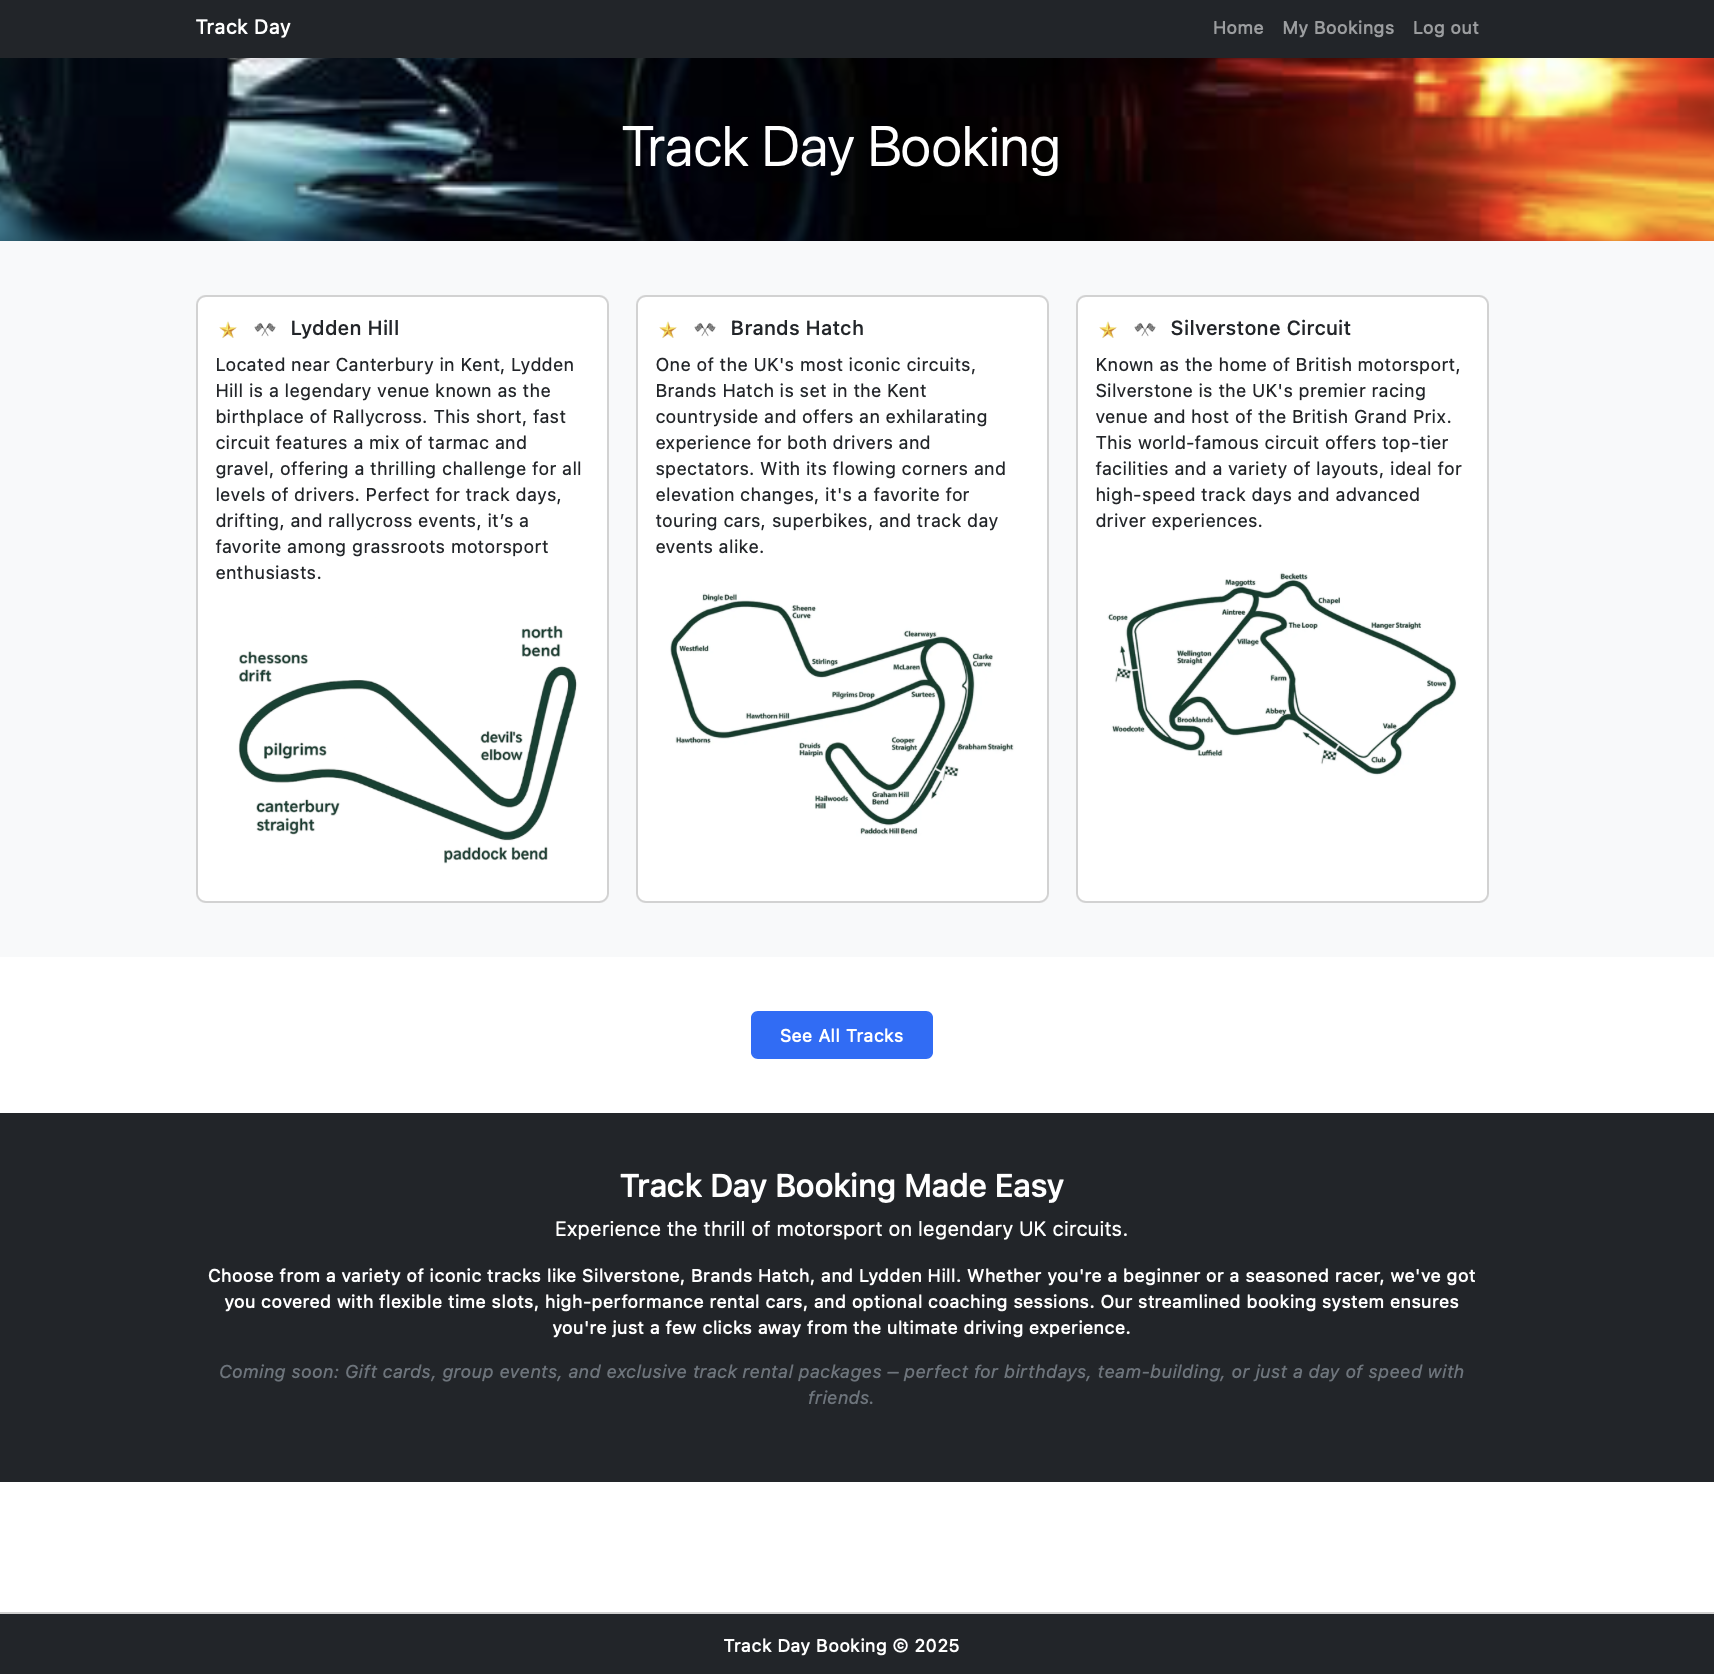 Track Day
Home My Bookings Log out
Track Day Booking
Lydden Hill
Located near Canterbury in Kent, Lydden
Hill is a legendary venue known as the
birthplace of Rallycross. This short, fast
circuit features a mix of tarmac and
gravel, offering a thrilling challenge for all
levels of drivers. Perfect for track days,
drifting, and rallycross events, it’s a
favorite among grassroots motorsport
enthusiasts.
north
bend
chessons
drift
devil's
elbow
pilgrims
canterbury
straight
paddock bend
Brands Hatch
One of the UK's most iconic circuits,
Brands Hatch is set in the Kent
countryside and offers an exhilarating
experience for both drivers and
spectators. With its flowing corners and
elevation changes, it's a favorite for
touring cars, superbikes, and track day
events alike.
Dingle Dell
Sheene
Curve
Clearways
Westfield
Stirlings
McLaren
Clarke
Curve
Pilgrims Drop
Surtees
Hawthorn Hill
Hawthorns
Druids
Hairpin
Cooper
Straight
Brabham Straight
Hailwoods
Hill
Graham Hill
Bend
Paddock Hill Bend
Silverstone Circuit
Known as the home of British motorsport,
Silverstone is the UK's premier racing
venue and host of the British Grand Prix.
This world-famous circuit offers top-tier
facilities and a variety of layouts, ideal for
high-speed track days and advanced
driver experiences.
Becketts
Maggotts
Chapel
Copse
Aintree
The Loop
Hanger Straight
Village
Wellington
Straight
Farm
Stowe
Abbey
Brooklands
Woodcote
Vale
Luffield
Club
See All Tracks
Track Day Booking Made Easy
Experience the thrill of motorsport on legendary UK circuits.
Choose from a variety of iconic tracks like Silverstone, Brands Hatch, and Lydden Hill. Whether you're a beginner or a seasoned racer, we've got
you covered with flexible time slots, high-performance rental cars, and optional coaching sessions. Our streamlined booking system ensures
you're just a few clicks away from the ultimate driving experience.
Coming soon: Gift cards, group events, and exclusive track rental packages – perfect for birthdays, team-building, or just a day of speed with
friends.
Track Day Booking © 2025